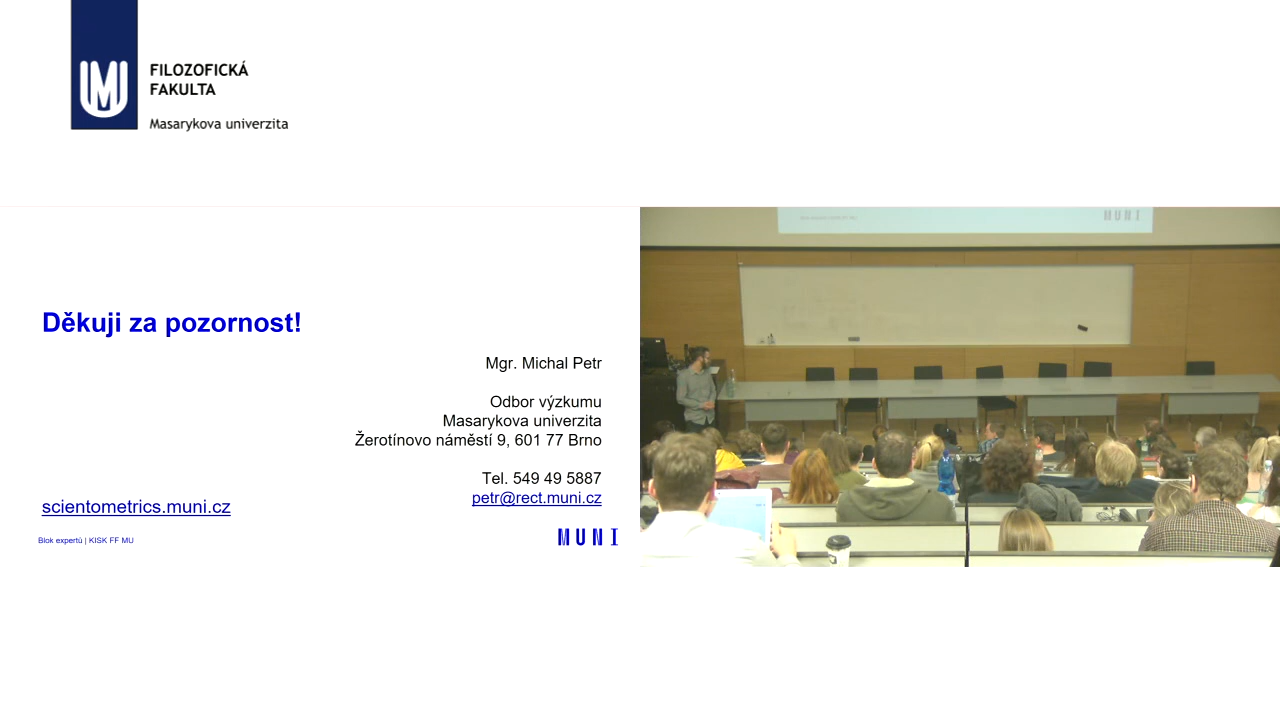 FILOZOFICKÁ
FAKULTA
Masarykova univerzita
Děkuji za pozornost!
Mgr. Michal Petr
Odbor výzkumu
Masarykova univerzita
Žerotínovo náměstí 9, 601 77 Brno
Tel. 549 49 5887
petr@rect.muni.cz
scientometrics.muni.cz
Blok expertů | KISK FF MU
MUNI
MUNI